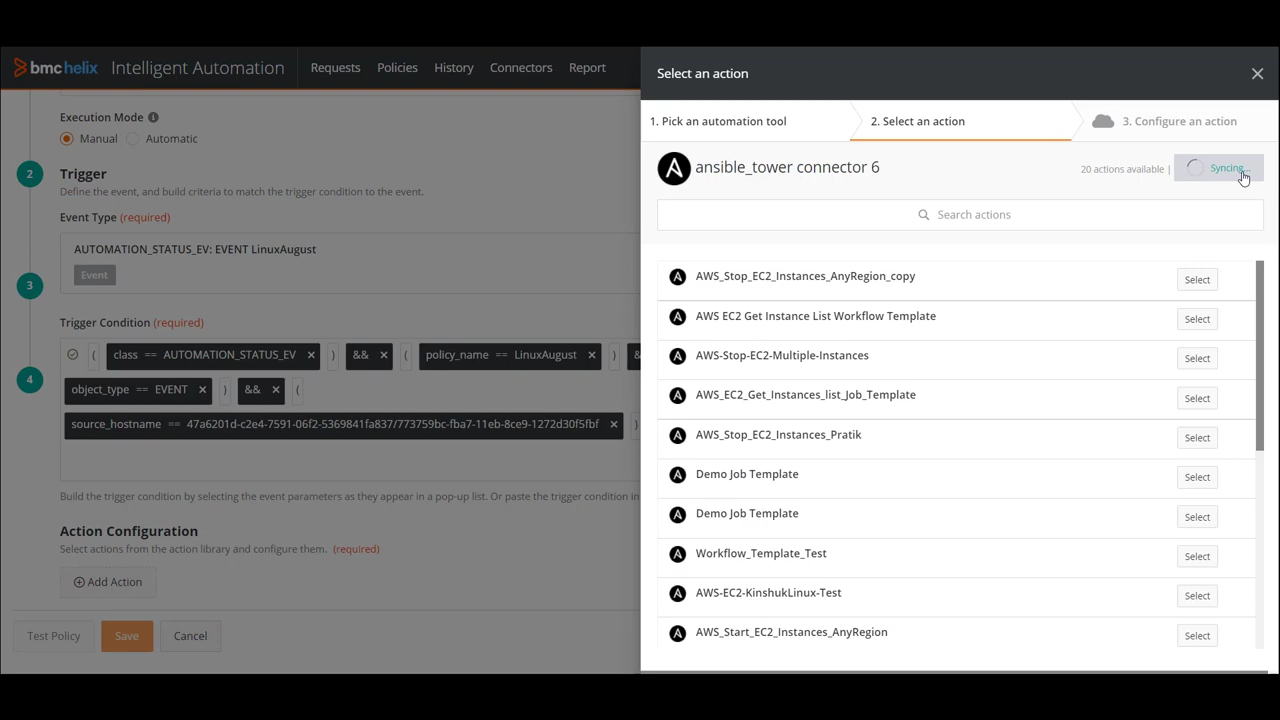 bmchelix Intelligent Automation Requests Policies History Connectors Report
Execution Mode
Manual Automatic
2 Trigger
Define the event, and build criteria to match the trigger condition to the event.
Event Type (required)
AUTOMATION_STATUS_EV: EVENT LinuxAugust
Event
3
Trigger Condition (required)
( class == AUTOMATION_STATUS_EV × ) && × ( policy_name == LinuxAugust × ) &
4 object_type == EVENT × ) && × (
source_hostname == 47a6201d-c2e4-7591-06f2-5369841fa837/773759bc-fba7-11eb-8ce9-1272d30f5fbf × )
Build the trigger condition by selecting the event parameters as they appear in a pop-up list. Or paste the trigger condition in
Action Configuration
Select actions from the action library and configure them. (required)
Add Action
Test Policy Save Cancel
Select an action
1. Pick an automation tool 2. Select an action 3. Configure an action
ansible_tower connector 6 20 actions available | Syncing...
Search actions
AWS_Stop_EC2_Instances_AnyRegion_copy Select
AWS EC2 Get Instance List Workflow Template Select
AWS-Stop-EC2-Multiple-Instances Select
AWS_EC2_Get_Instances_list_Job_Template Select
AWS_Stop_EC2_Instances_Pratik Select
Demo Job Template Select
Demo Job Template Select
Workflow_Template_Test Select
AWS-EC2-KinshukLinux-Test Select
AWS_Start_EC2_Instances_AnyRegion Select